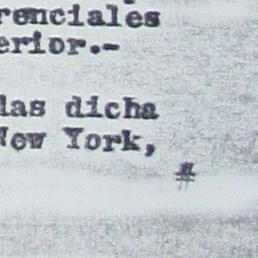 renciales
erior.-
las dicha
New York,
#